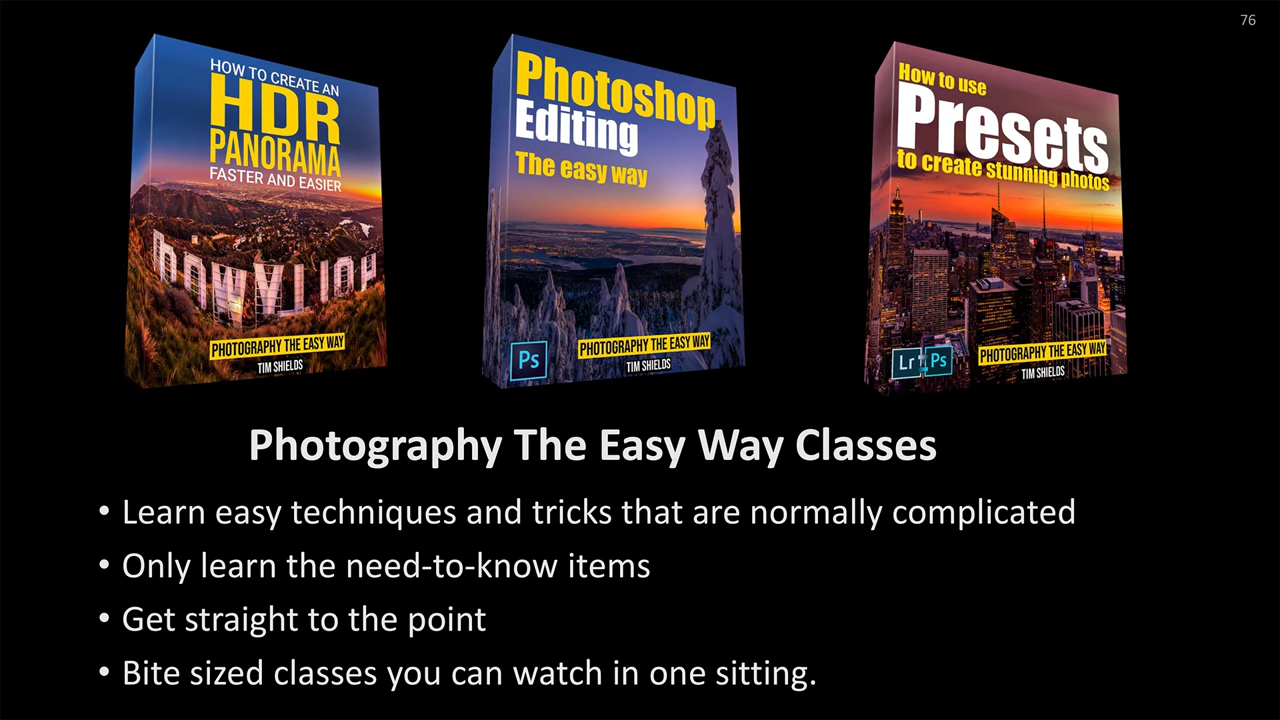 76
HOW TO CREATE AN
HDR
PANORAMA
FASTER AND EASIER
PHOTOGRAPHY THE EASY WAY
TIM SHIELDS
Photoshop
Editing
The easy way
Ps
PHOTOGRAPHY THE EASY WAY
TIM SHIELDS
How to use
Presets
to create stunning photos
Lr Ps
PHOTOGRAPHY THE EASY WAY
TIM SHIELDS
Photography The Easy Way Classes
• Learn easy techniques and tricks that are normally complicated
• Only learn the need-to-know items
• Get straight to the point
• Bite sized classes you can watch in one sitting.